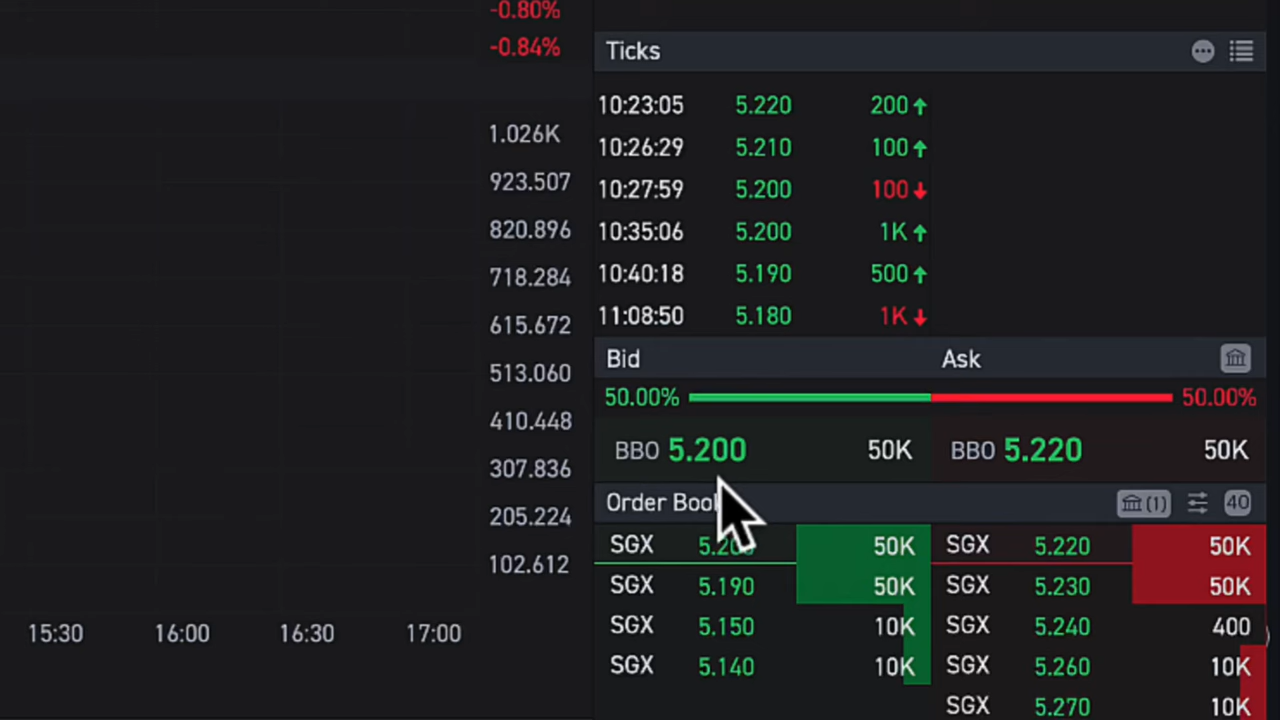 -0.80%
-0.84%
1.026K
923.507
820.896
718.284
615.672
513.060
410.448
307.836
205.224
102.612
15:30 16:00 16:30 17:00
Ticks
10:23:05 5.220 200↑
10:26:29 5.210 100↑
10:27:59 5.200 100↓
10:35:06 5.200 1K↑
10:40:18 5.190 500↑
11:08:50 5.180 1K↓
Bid Ask
50.00% 50.00%
BBO 5.200 50K BBO 5.220 50K
Order Book (1) 40
SGX 5.200 50K SGX 5.220 50K
SGX 5.190 50K SGX 5.230 50K
SGX 5.150 10K SGX 5.240 400
SGX 5.140 10K SGX 5.260 10K
SGX 5.270 10K